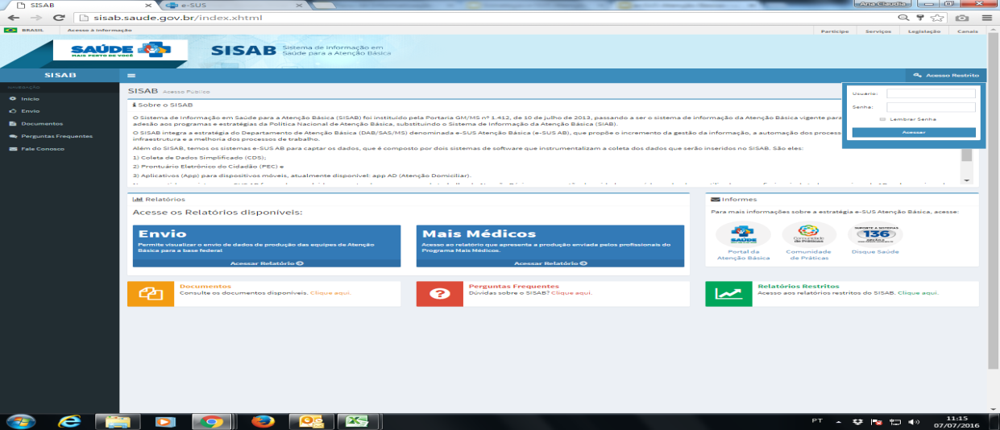 SISAB
e-SUS
Ana Claudia
sisab.saude.gov.br/index.xhtml
BRASIL
Acesso à informação
Participe
Serviços
Legislação
Canais
SAÚDE
MAIS PERTO DE VOCÊ
SISAB
Sistema de Informação em
Saúde para a Atenção Básica
SISAB
Acesso Restrito
NAVEGAÇÃO
Início
Envio
Documentos
Perguntas Frequentes
Fale Conosco
SISAB Acesso Público
Usuário:
Senha:
Lembrar Senha
Acessar
Sobre o SISAB
O Sistema de Informação em Saúde para a Atenção Básica (SISAB) foi instituído pela Portaria GM/MS nº 1.412, de 10 de julho de 2013, passando a ser o sistema de informação da Atenção Básica vigente para
adesão aos programas e estratégias da Política Nacional de Atenção Básica, substituindo o Sistema de Informação da Atenção Básica (SIAB).
O SISAB integra a estratégia do Departamento de Atenção Básica (DAB/SAS/MS) denominada e-SUS Atenção Básica (e-SUS AB), que propõe o incremento da gestão da informação, a automação dos process
infraestrutura e a melhoria dos processos de trabalho.
Além do SISAB, temos os sistemas e-SUS AB para captar os dados, que é composto por dois sistemas de software que instrumentalizam a coleta dos dados que serão inseridos no SISAB. São eles:
1) Coleta de Dados Simplificado (CDS);
2) Prontuário Eletrônico do Cidadão (PEC) e
3) Aplicativos (App) para dispositivos móveis, atualmente disponível: app AD (Atenção Domiciliar).
Relatórios
Acesse os Relatórios disponíveis:
Envio
Permite visualizar o envio de dados de produção das equipes de Atenção
Básica para a base federal
Acessar Relatório
Mais Médicos
Acesso ao relatório que apresenta a produção enviada pelos profissionais do
Programa Mais Médicos.
Acessar Relatório
Informes
Para mais informações sobre a estratégia e-SUS Atenção Básica, acesse:
SAÚDE
Comunidade
de Práticas
136
Portal da
Atenção Básica
Comunidade
de Práticas
Disque Saúde
Documentos
Consulte os documentos disponíveis. Clique aqui.
Perguntas Frequentes
Dúvidas sobre o SISAB? Clique aqui.
Relatórios Restritos
Acesso aos relatórios restritos do SISAB. Clique aqui.
PT
11:15
07/07/2016